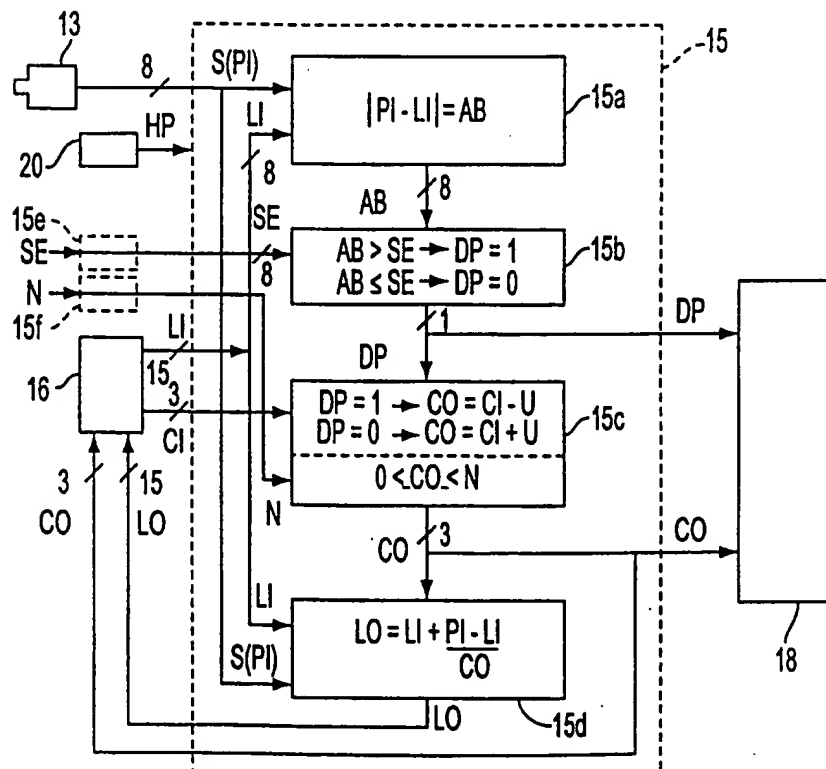 13
8
S(PI)
15
|PI - LI| = AB
15a
LI
HP
20
8
8
AB
15e
SE
SE
8
AB > SE → DP = 1
AB ≤ SE → DP = 0
15b
N
15f
1
DP
DP
LI
15
16
3
CI
DP = 1 → CO = CI - U
DP = 0 → CO = CI + U
15c
0 ≤ CO ≤ N
3
15
CO
LO
N
3
CO
CO
LI
LO = LI + PI - LI
CO
S(PI)
18
LO
15d